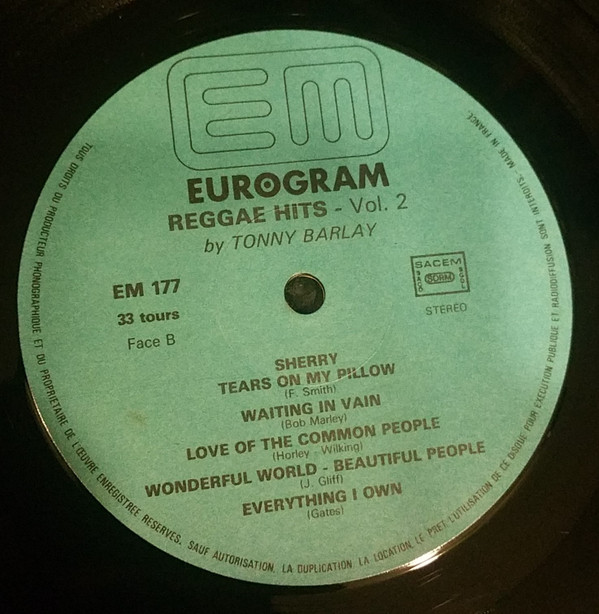 EM
EUROGRAM
REGGAE HITS - Vol. 2
by TONNY BARLAY
EM 177
33 tours
Face B
SACEM
SDRM
STEREO
SHERRY
TEARS ON MY PILLOW
(F. Smith)
WAITING IN VAIN
(Bob Marley)
LOVE OF THE COMMON PEOPLE
(Horley - Wilking)
WONDERFUL WORLD - BEAUTIFUL PEOPLE
(J. Gliff)
EVERYTHING I OWN
(Gates)
TOUS DROITS DU PRODUCTEUR PHONOGRAPHIQUE ET DU PROPRIETAIRE DE L'ŒUVRE ENREGISTREE RESERVES. SAUF AUTORISATION, LA DUPLICATION LA LOCATION, LE PRET L'UTILISATION DE CE DISQUE POUR EXECUTION PUBLIQUE ET RADIODIFFUSION SONT INTERDITS. MADE IN FRANCE.